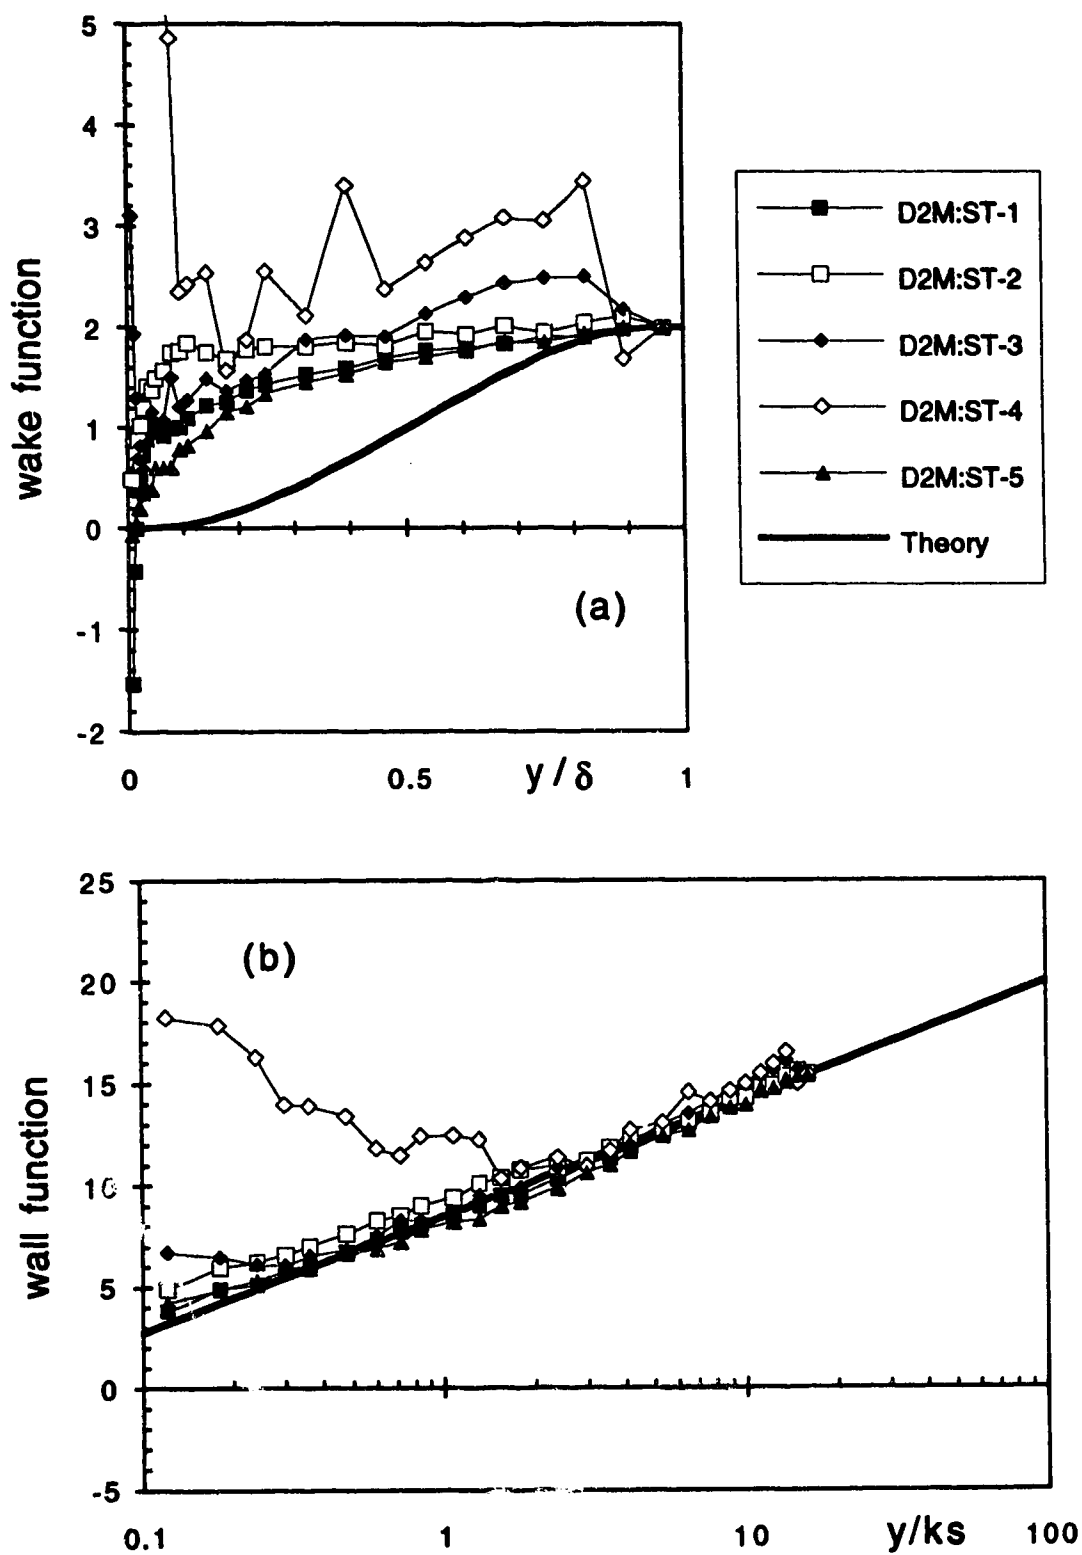 5
4
3
2
1
0
-1
-2
wake function
(a)
0
0.5
y/δ
1
D2M:ST-1
D2M:ST-2
D2M:ST-3
D2M:ST-4
D2M:ST-5
Theory
25
20
15
10
5
0
-5
wall function
(b)
0.1
1
10
y/ks
100